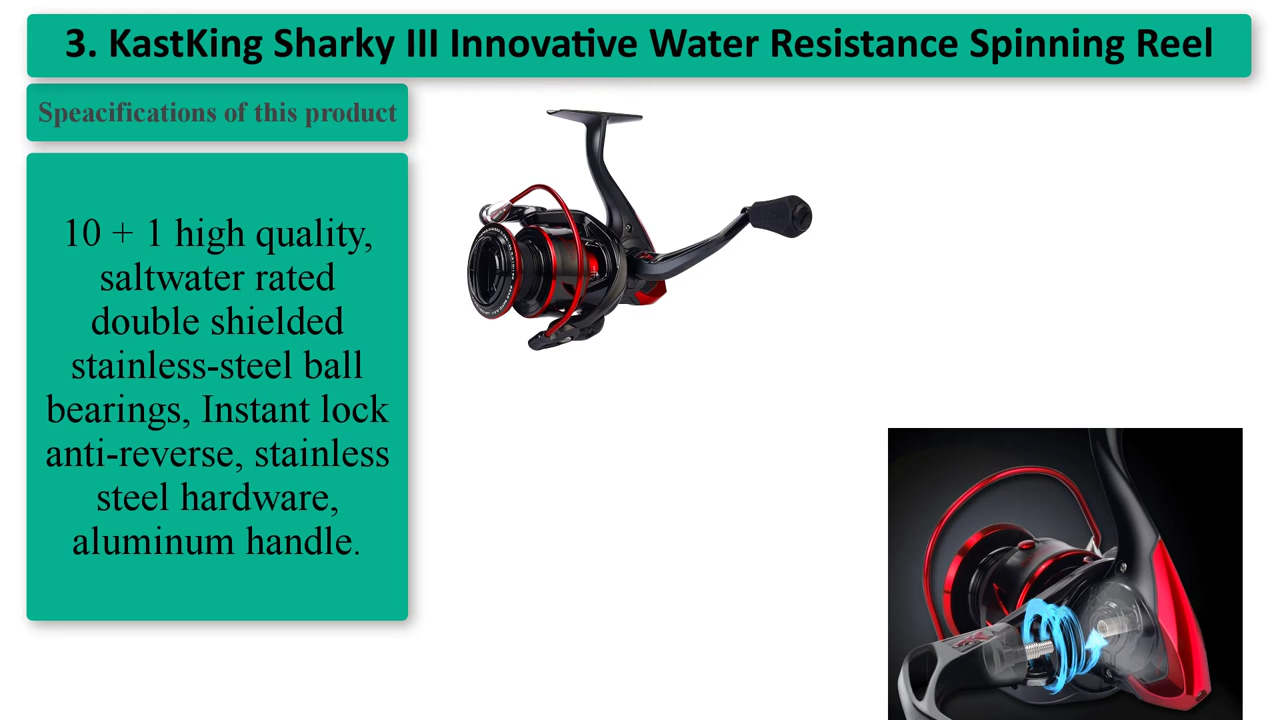 3. KastKing Sharky III Innovative Water Resistance Spinning Reel
Speacifications of this product
10 + 1 high quality,
saltwater rated
double shielded
stainless-steel ball
bearings, Instant lock
anti-reverse, stainless
steel hardware,
aluminum handle.